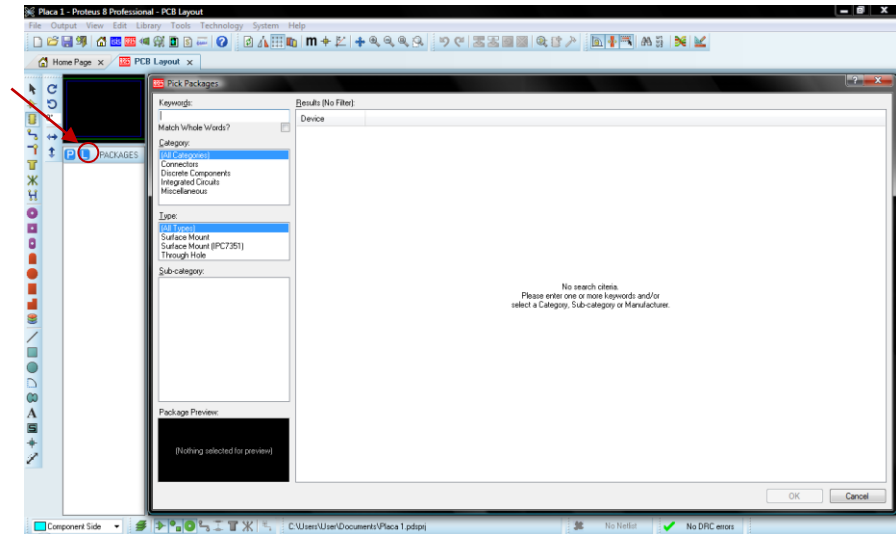 Placa 1 - Proteus 8 Professional - PCB Layout
File Output View Edit Library Tools Technology System Help
Home Page x PCB Layout x
Pick Packages
Keywords:
Results (No Filter):
Device
Match Whole Words?
Category:
(All Categories)
Connectors
Discrete Components
Integrated Circuits
Miscellaneous
P L PACKAGES
Type:
(All Types)
Surface Mount
Surface Mount (IPC7351)
Through Hole
Sub-category:
No search criteria.
Please enter one or more keywords and/or
select a Category, Sub-category or Manufacturer.
Package Preview:
(Nothing selected for preview)
OK Cancel
Component Side C:\Users\User\Documents\Placa 1.pdsprj No Netlist No DRC errors